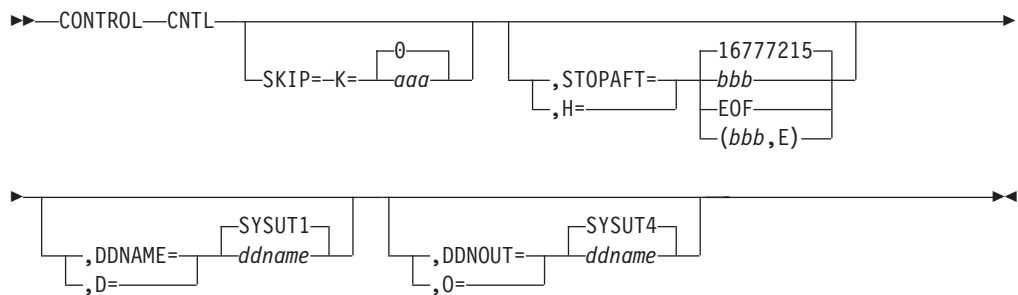 CONTROL CNTL
0
SKIP= K= aaa
16777215
,STOPAFT= bbb
,H= EOF
(bbb,E)
SYSUT1
,DDNAME= ddname
,D=
SYSUT4
,DDNOUT= ddname
,O=